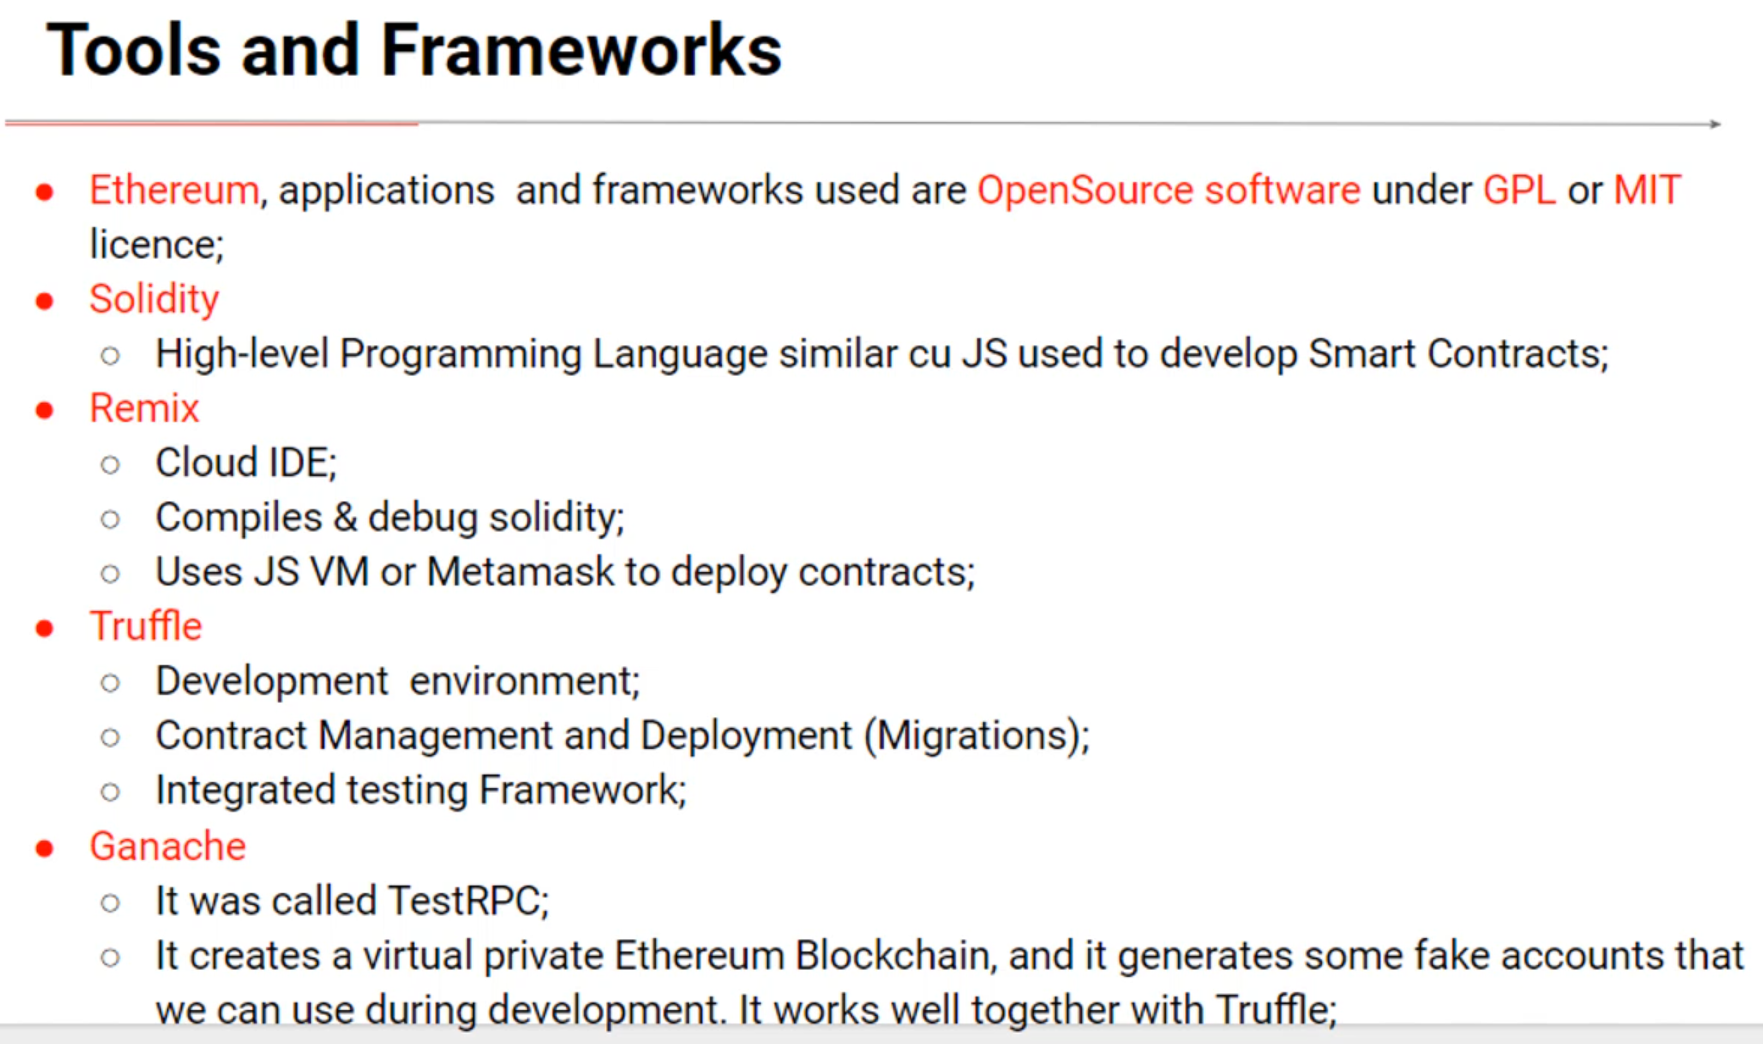 Tools and Frameworks
● Ethereum, applications  and frameworks used are OpenSource software under GPL or MIT
licence;
● Solidity
○ High-level Programming Language similar cu JS used to develop Smart Contracts;
● Remix
○ Cloud IDE;
○ Compiles & debug solidity;
○ Uses JS VM or Metamask to deploy contracts;
● Truffle
○ Development  environment;
○ Contract Management and Deployment (Migrations);
○ Integrated testing Framework;
● Ganache
○ It was called TestRPC;
○ It creates a virtual private Ethereum Blockchain, and it generates some fake accounts that
we can use during development. It works well together with Truffle;